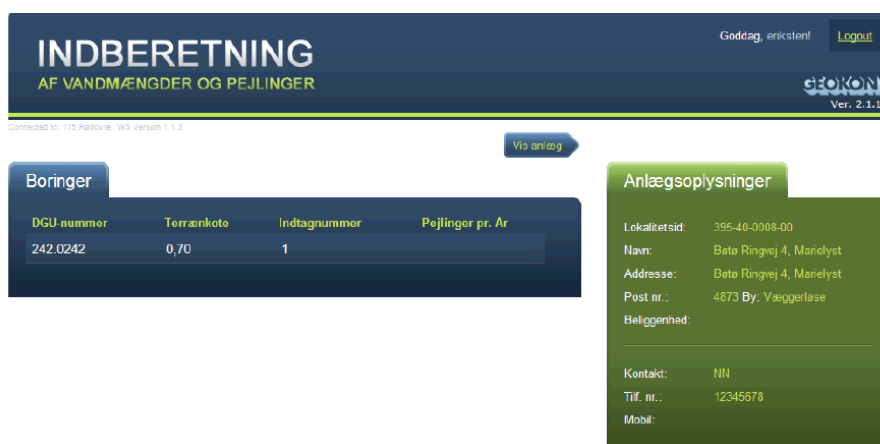 Goddag, eriksten! Logout
INDBERETNING
AF VANDMÆNGDER OG PEJLINGER
GEOKON
Ver. 2.1.1
Connected to: 115 Rødovre. WS Version 1.1.3
Vis anlæg
Boringer
DGU-nummer Terrænkote Indtagnummer Pejlinger pr. År
242.0242 0,70 1
Anlægsoplysninger
Lokalitetsid: 395-40-0008-00
Navn: Bøtø Ringvej 4, Marielyst
Addresse: Bøtø Ringvej 4, Marielyst
Post nr.: 4873 By: Væggerløse
Beliggenhed:
Kontakt: NN
Tlf. nr.: 12345678
Mobil: